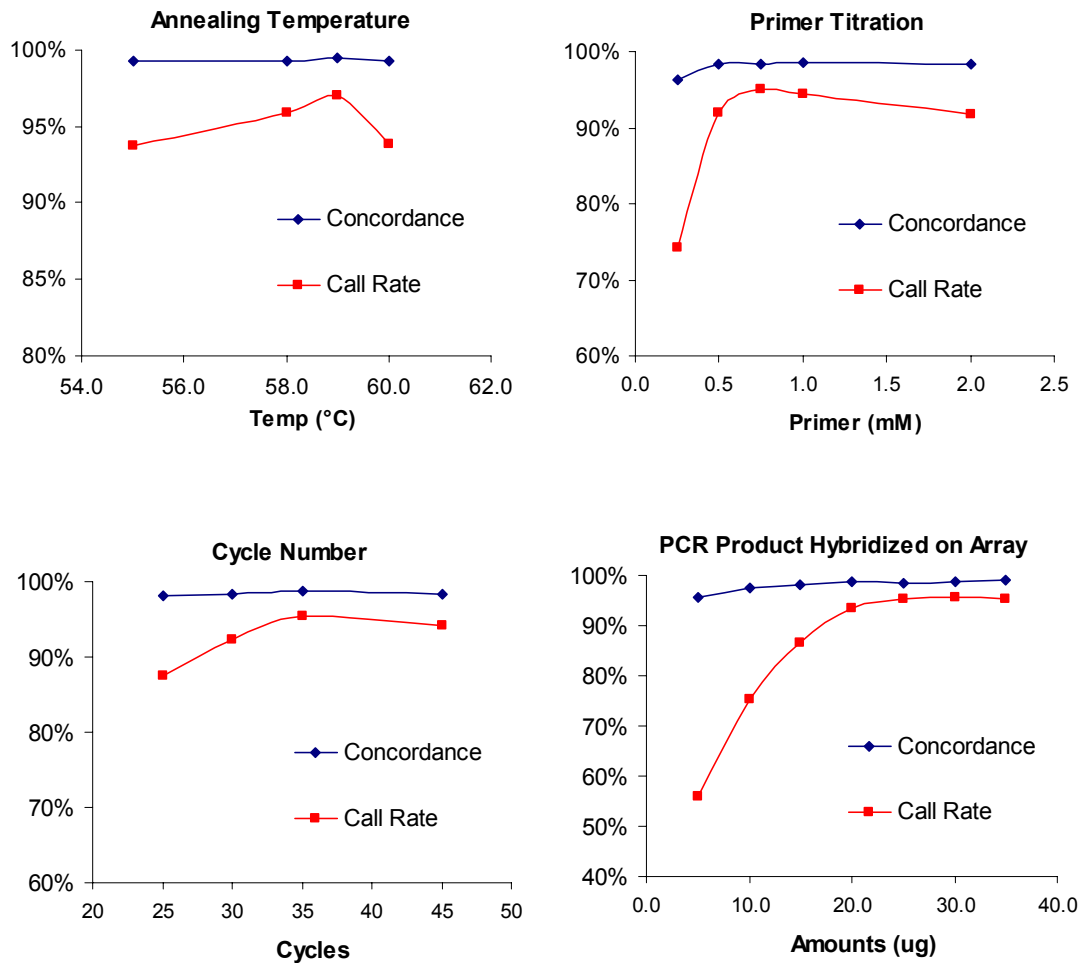 Annealing Temperature
100%
95%
90%
85%
80%
54.0 56.0 58.0 60.0 62.0
Temp (°C)
Concordance
Call Rate
Primer Titration
100%
90%
80%
70%
60%
0.0 0.5 1.0 1.5 2.0 2.5
Primer (mM)
Concordance
Call Rate
Cycle Number
100%
90%
80%
70%
60%
20 25 30 35 40 45 50
Cycles
Concordance
Call Rate
PCR Product Hybridized on Array
100%
90%
80%
70%
60%
50%
40%
0.0 10.0 20.0 30.0 40.0
Amounts (ug)
Concordance
Call Rate